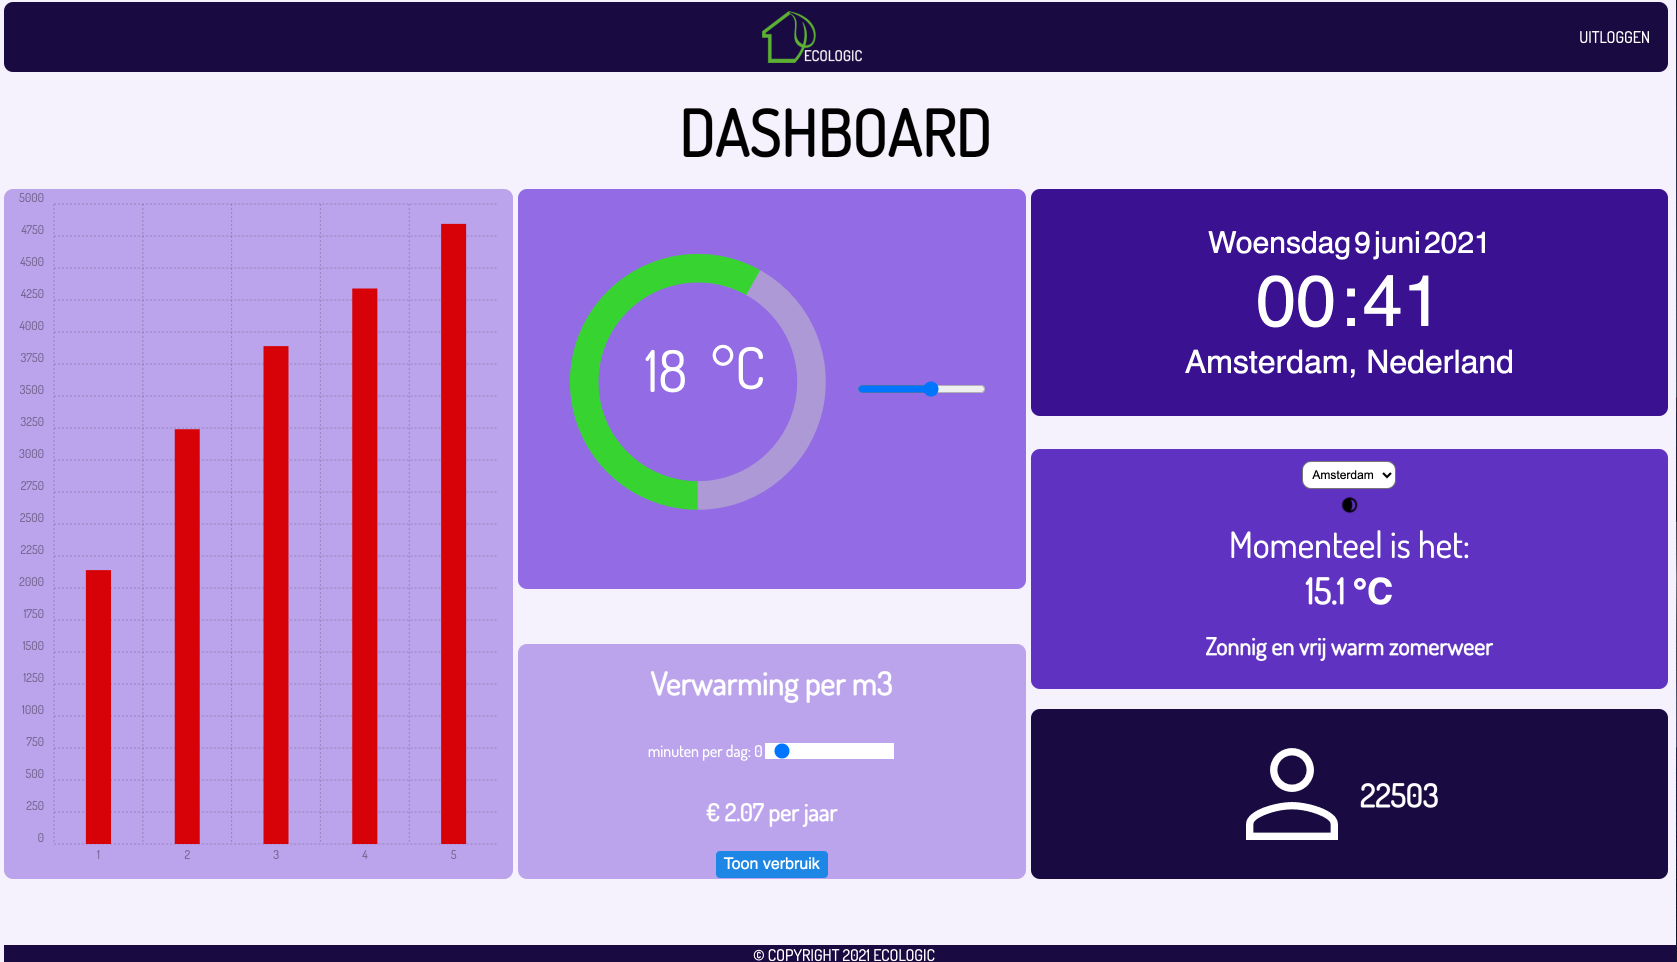 ECOLOGIC
UITLOGGEN
DASHBOARD
5000
4750
4500
4250
4000
3750
3500
3250
3000
2750
2500
2250
2000
1750
1500
1250
1000
750
500
250
0
1 2 3 4 5
18 °C
Verwarming per m3
minuten per dag: 0
€ 2.07 per jaar
Toon verbruik
Woensdag 9 juni 2021
00:41
Amsterdam, Nederland
Amsterdam
Momenteel is het:
15.1 °C
Zonnig en vrij warm zomerweer
22503
© COPYRIGHT 2021 ECOLOGIC